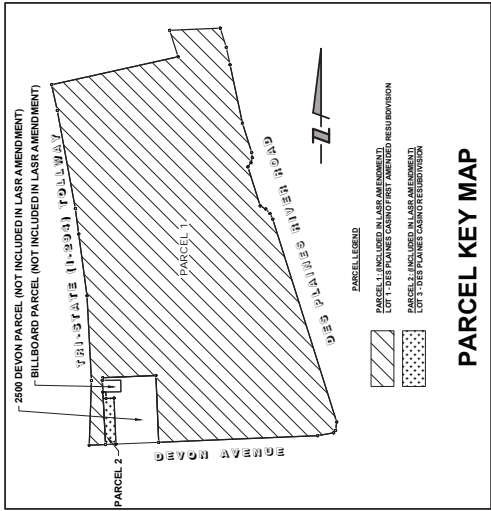 2500 DEVON PARCEL (NOT INCLUDED IN LASR AMENDMENT)
BILLBOARD PARCEL (NOT INCLUDED IN LASR AMENDMENT)
TRI-STATE (I-294) TOLLWAY
PARCEL 1
DES PLAINES RIVER ROAD
DEVON AVENUE
PARCEL 2
N
PARCEL LEGEND
PARCEL 1: (INCLUDED IN LASR AMENDMENT)
LOT 1 - DES PLAINES CASINO FIRST AMENDED RESUBDIVISION
PARCEL 2: (INCLUDED IN LASR AMENDMENT)
LOT 3 - DES PLAINES CASINO RESUBDIVISION
PARCEL KEY MAP